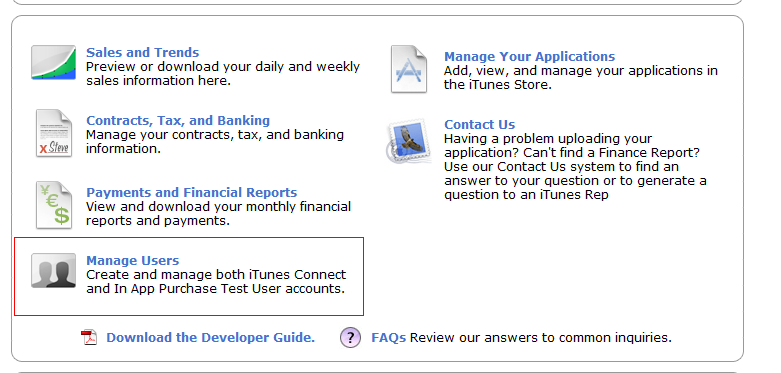 Sales and Trends
Preview or download your daily and weekly
sales information here.
Contracts, Tax, and Banking
Manage your contracts, tax, and banking
information.
X Steve
Payments and Financial Reports
View and download your monthly financial
reports and payments.
¥
€
$
Manage Users
Create and manage both iTunes Connect
and In App Purchase Test User accounts.
Manage Your Applications
Add, view, and manage your applications in
the iTunes Store.
Contact Us
Having a problem uploading your
application? Can't find a Finance Report?
Use our Contact Us system to find an
answer to your question or to generate a
question to an iTunes Rep
Download the Developer Guide.
? FAQs Review our answers to common inquiries.